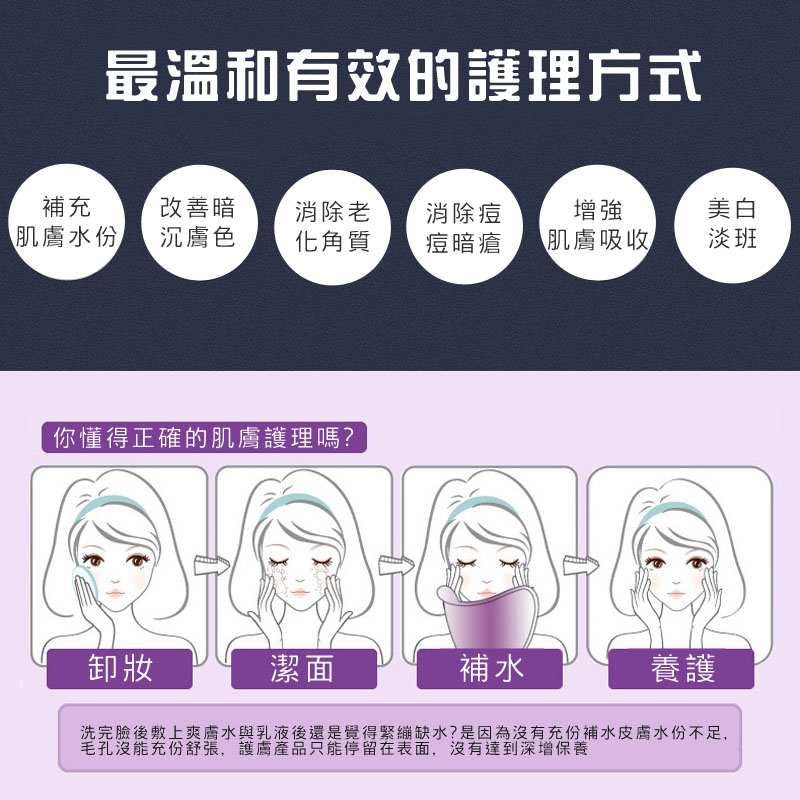 最溫和有效的護理方式
補充
肌膚水份
改善暗
沉膚色
消除老
化角質
消除痘
痘暗瘡
增強
肌膚吸收
美白
淡班
你懂得正確的肌膚護理嗎?
卸妝
潔面
補水
養護
洗完臉後敷上爽膚水與乳液後還是覺得緊繃缺水?是因為沒有充份補水皮膚水份不足,
毛孔沒能充份舒張, 護膚產品只能停留在表面, 沒有達到深增保養